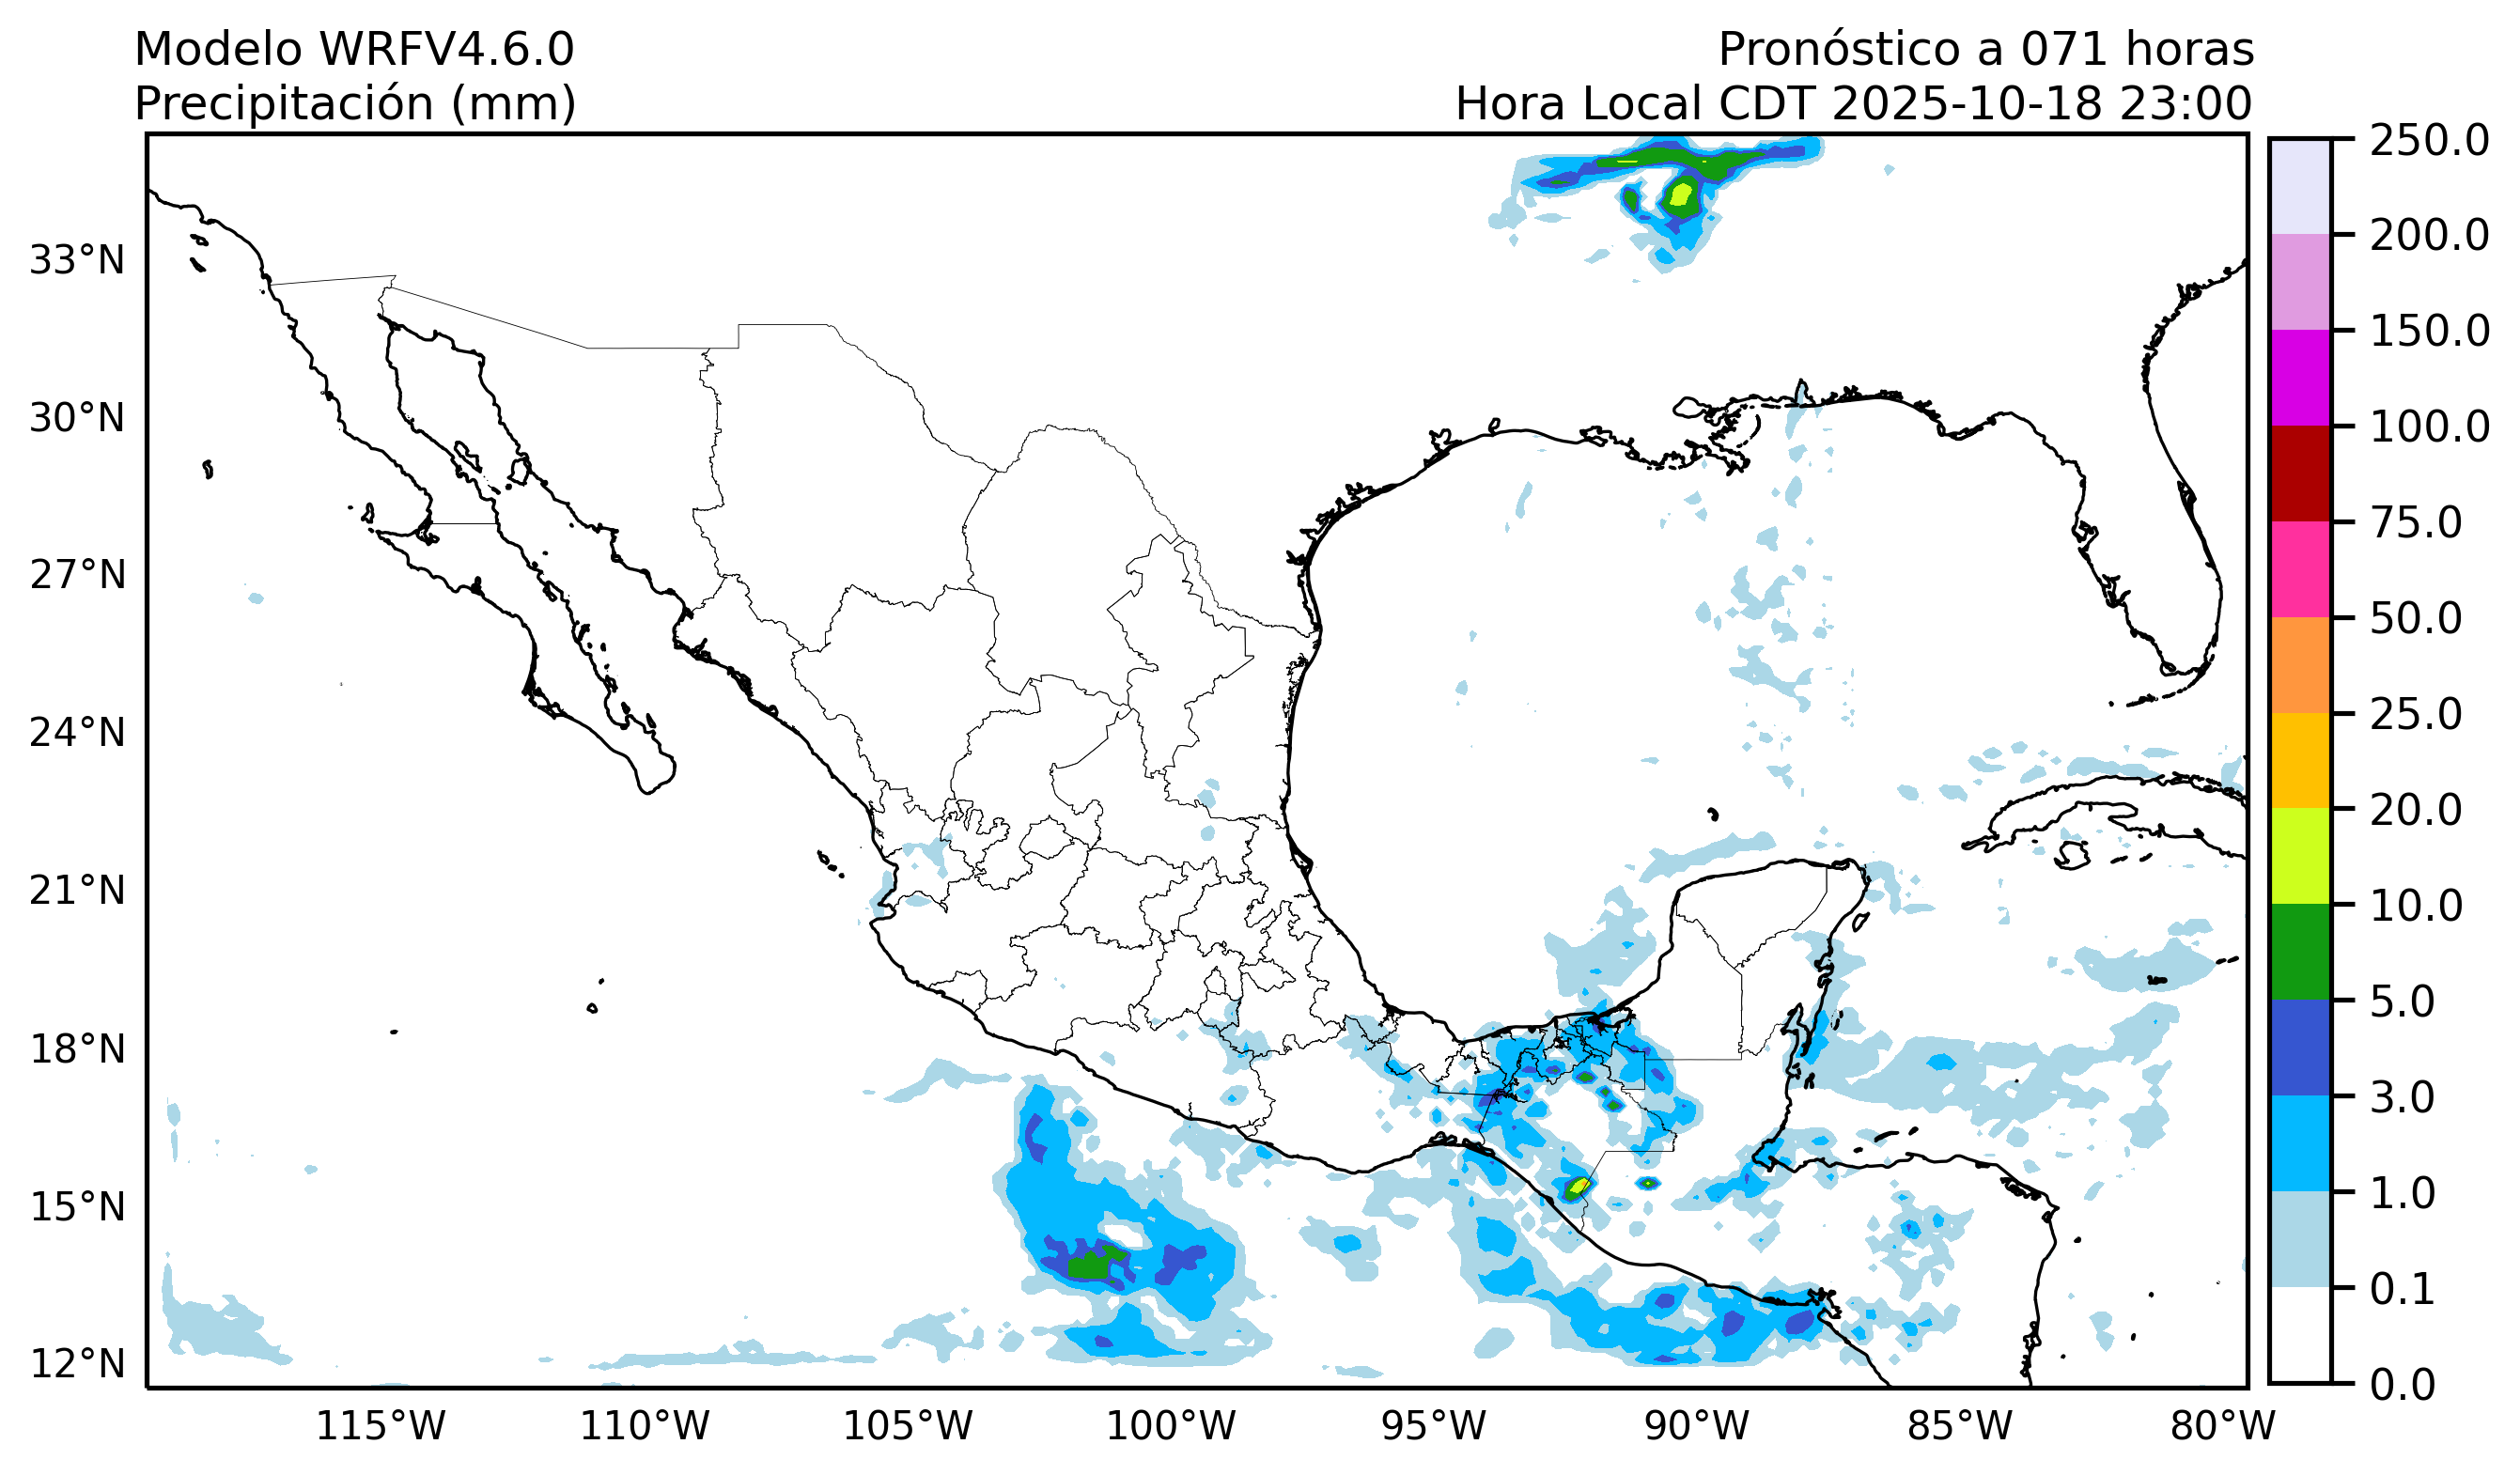 Modelo WRFV4.6.0
Precipitación (mm)
Pronóstico a 071 horas
Hora Local CDT 2025-10-18 23:00
33°N
30°N
27°N
24°N
21°N
18°N
15°N
12°N
115°W
110°W
105°W
100°W
95°W
90°W
85°W
80°W
250.0
200.0
150.0
100.0
75.0
50.0
25.0
20.0
10.0
5.0
3.0
1.0
0.1
0.0